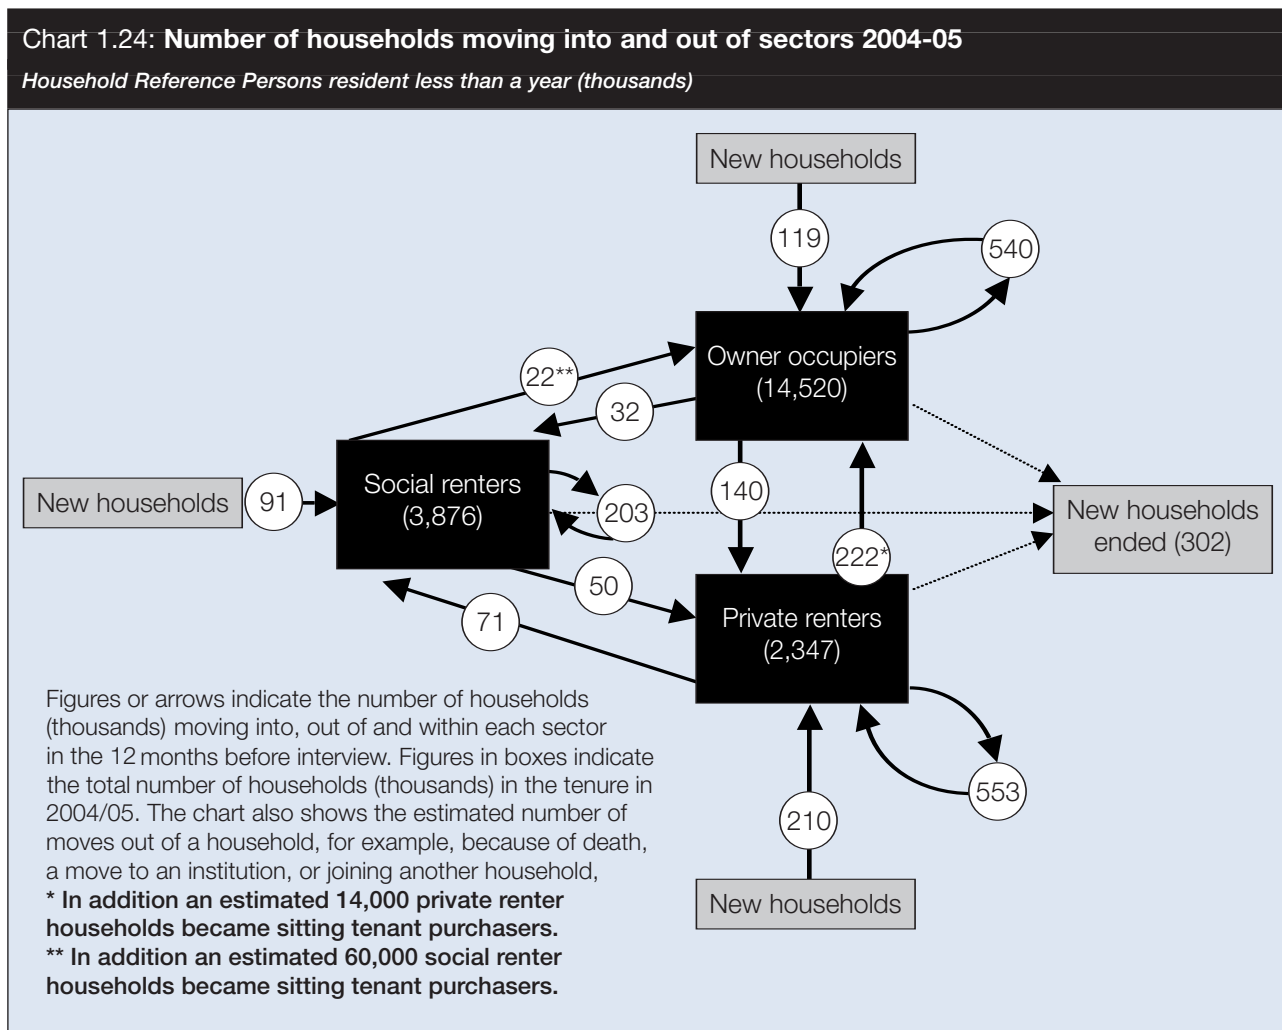 Chart 1.24: Number of households moving into and out of sectors 2004-05
Household Reference Persons resident less than a year (thousands)
New households
119
540
Owner occupiers
(14,520)
22**
32
New households
91
Social renters
(3,876)
203
140
222*
New households
ended (302)
50
71
Private renters
(2,347)
553
210
New households
Figures or arrows indicate the number of households
(thousands) moving into, out of and within each sector
in the 12 months before interview. Figures in boxes indicate
the total number of households (thousands) in the tenure in
2004/05. The chart also shows the estimated number of
moves out of a household, for example, because of death,
a move to an institution, or joining another household,
* In addition an estimated 14,000 private renter
households became sitting tenant purchasers.
** In addition an estimated 60,000 social renter
households became sitting tenant purchasers.